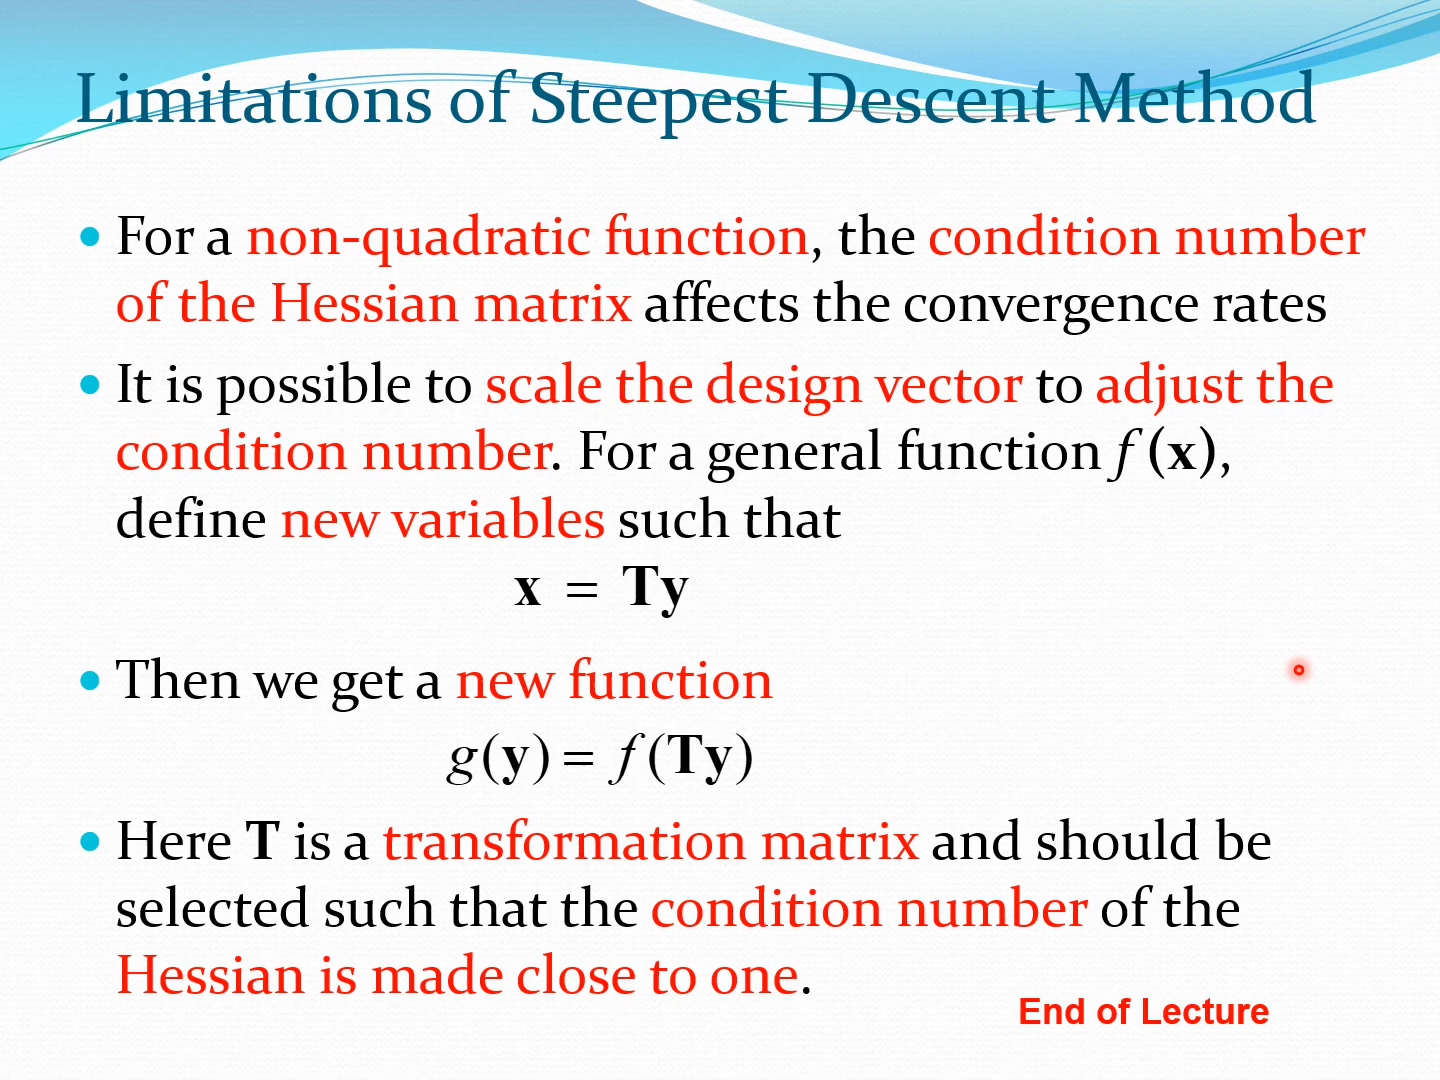 Limitations of Steepest Descent Method
• For a non-quadratic function, the condition number
of the Hessian matrix affects the convergence rates
• It is possible to scale the design vector to adjust the
condition number. For a general function f (x),
define new variables such that
x = Ty
• Then we get a new function
g(y) = f(Ty)
• Here T is a transformation matrix and should be
selected such that the condition number of the
Hessian is made close to one.
End of Lecture